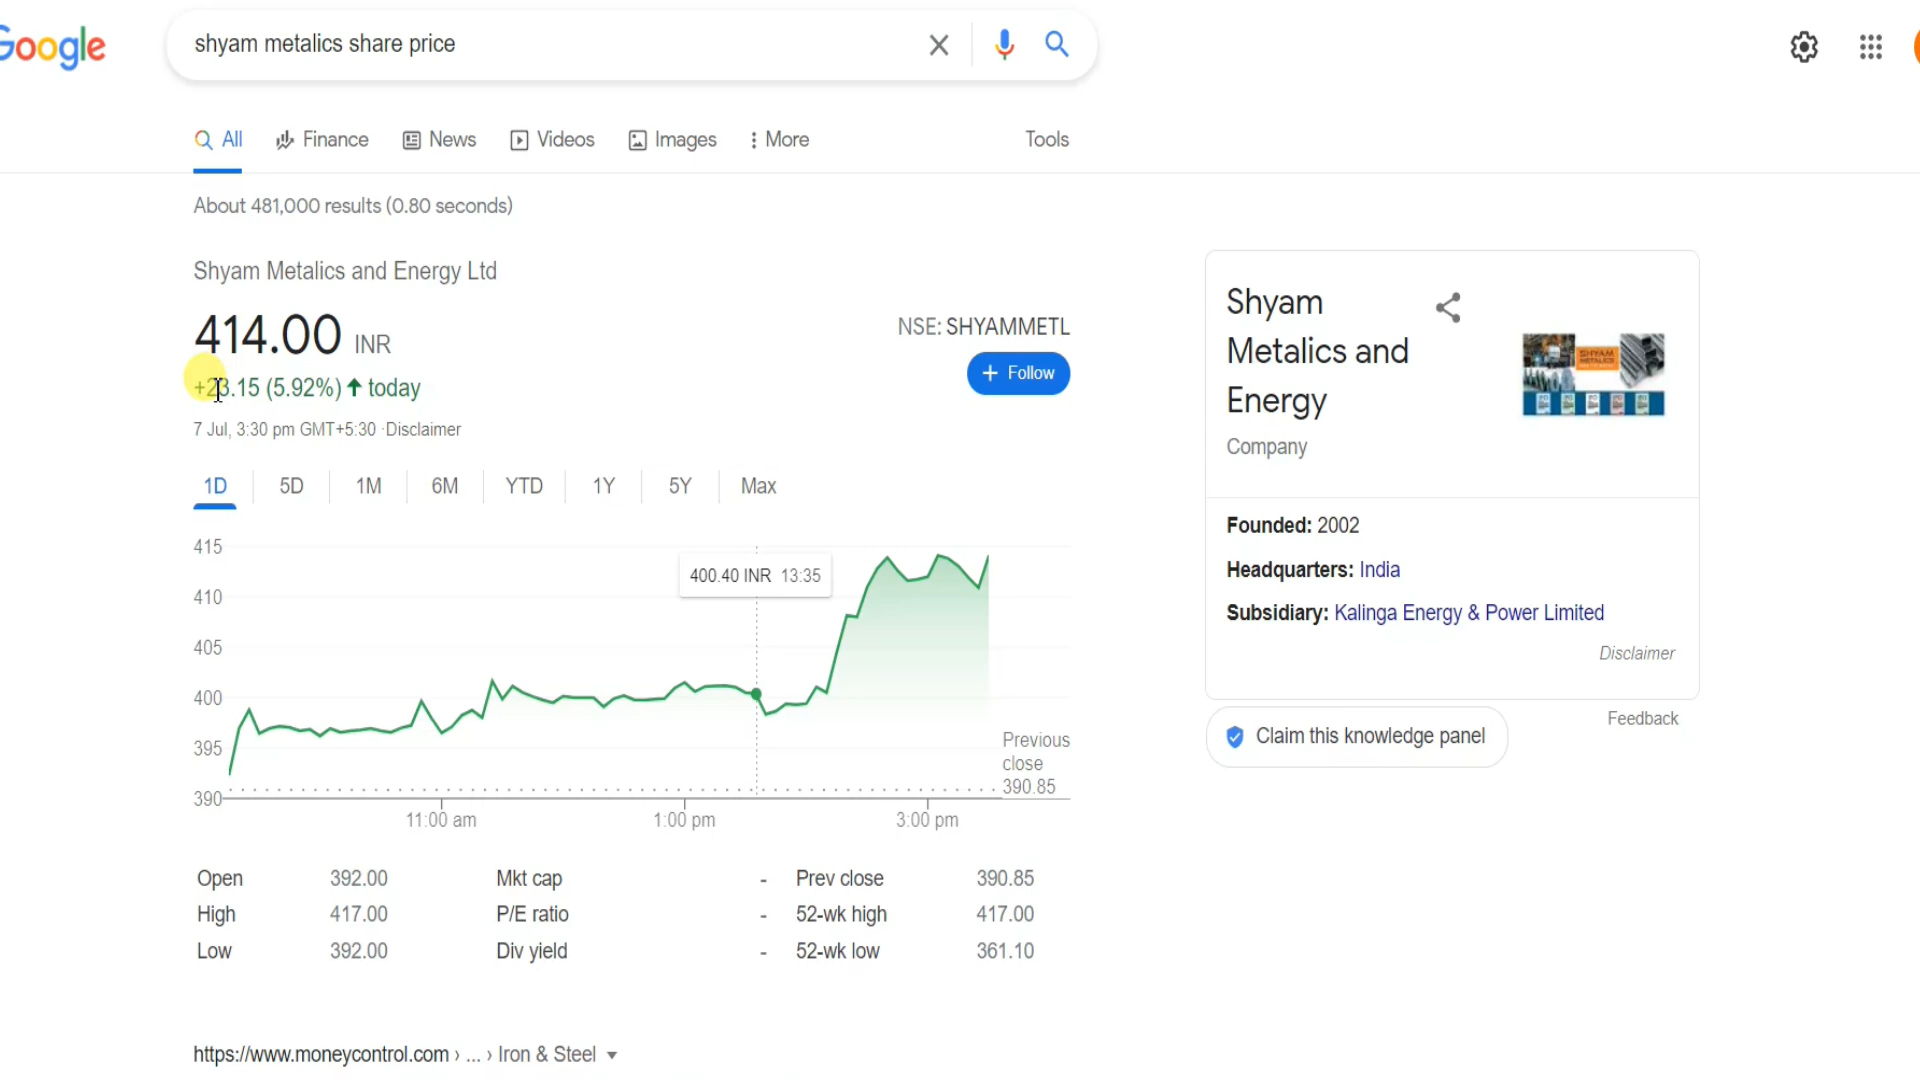 Google
shyam metalics share price
All Finance News Videos Images More Tools
About 481,000 results (0.80 seconds)
Shyam Metalics and Energy Ltd
414.00 INR
NSE: SHYAMMETL
+23.15 (5.92%) today
+ Follow
7 Jul, 3:30 pm GMT+5:30 · Disclaimer
1D 5D 1M 6M YTD 1Y 5Y Max
415
410
405
400
395
390
400.40 INR 13:35
Previous
close
390.85
11:00 am 1:00 pm 3:00 pm
Open 392.00 Mkt cap - Prev close 390.85
High 417.00 P/E ratio - 52-wk high 417.00
Low 392.00 Div yield - 52-wk low 361.10
https://www.moneycontrol.com › ... › Iron & Steel
Shyam
Metalics and
Energy
Company
SHYAM
METALICS
Founded: 2002
Headquarters: India
Subsidiary: Kalinga Energy & Power Limited
Disclaimer
Feedback
Claim this knowledge panel